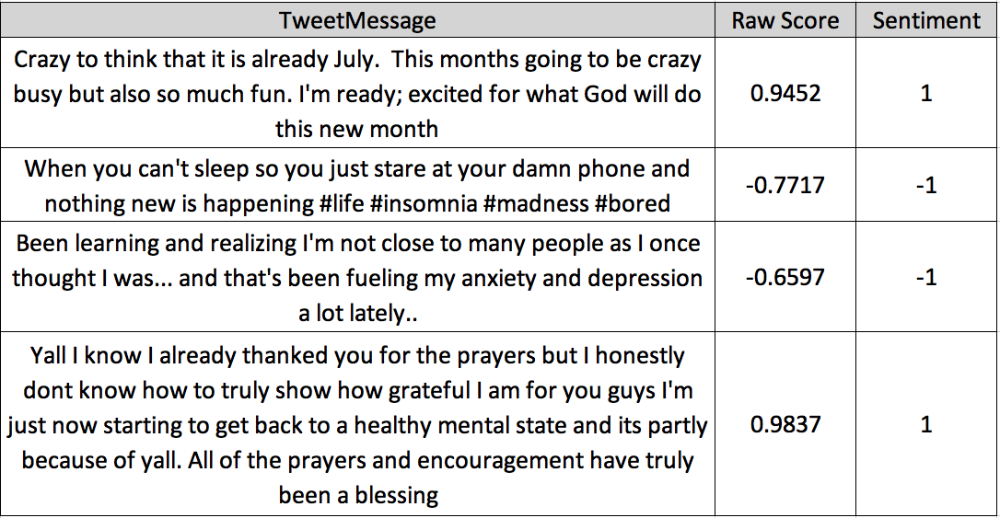 TweetMessage Raw Score Sentiment
Crazy to think that it is already July.  This months going to be crazy
busy but also so much fun. I'm ready; excited for what God will do
this new month
0.9452 1
When you can't sleep so you just stare at your damn phone and
nothing new is happening #life #insomnia #madness #bored
-0.7717 -1
Been learning and realizing I'm not close to many people as I once
thought I was... and that's been fueling my anxiety and depression
a lot lately..
-0.6597 -1
Yall I know I already thanked you for the prayers but I honestly
dont know how to truly show how grateful I am for you guys I'm
just now starting to get back to a healthy mental state and its partly
because of yall. All of the prayers and encouragement have truly
been a blessing
0.9837 1